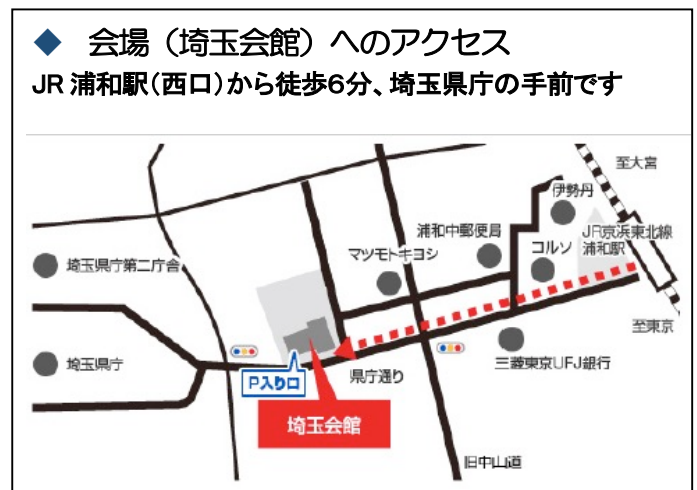 ◆ 会場（埼玉会館）へのアクセス
JR 浦和駅（西口）から徒歩6分、埼玉県庁の手前です
至大宮
伊勢丹
JR京浜東北線
浦和駅
浦和中郵便局
コルソ
マツモトキヨシ
埼玉県庁第二庁舎
至東京
三菱東京UFJ銀行
埼玉県庁
県庁通り
P入り口
埼玉会館
旧中山道